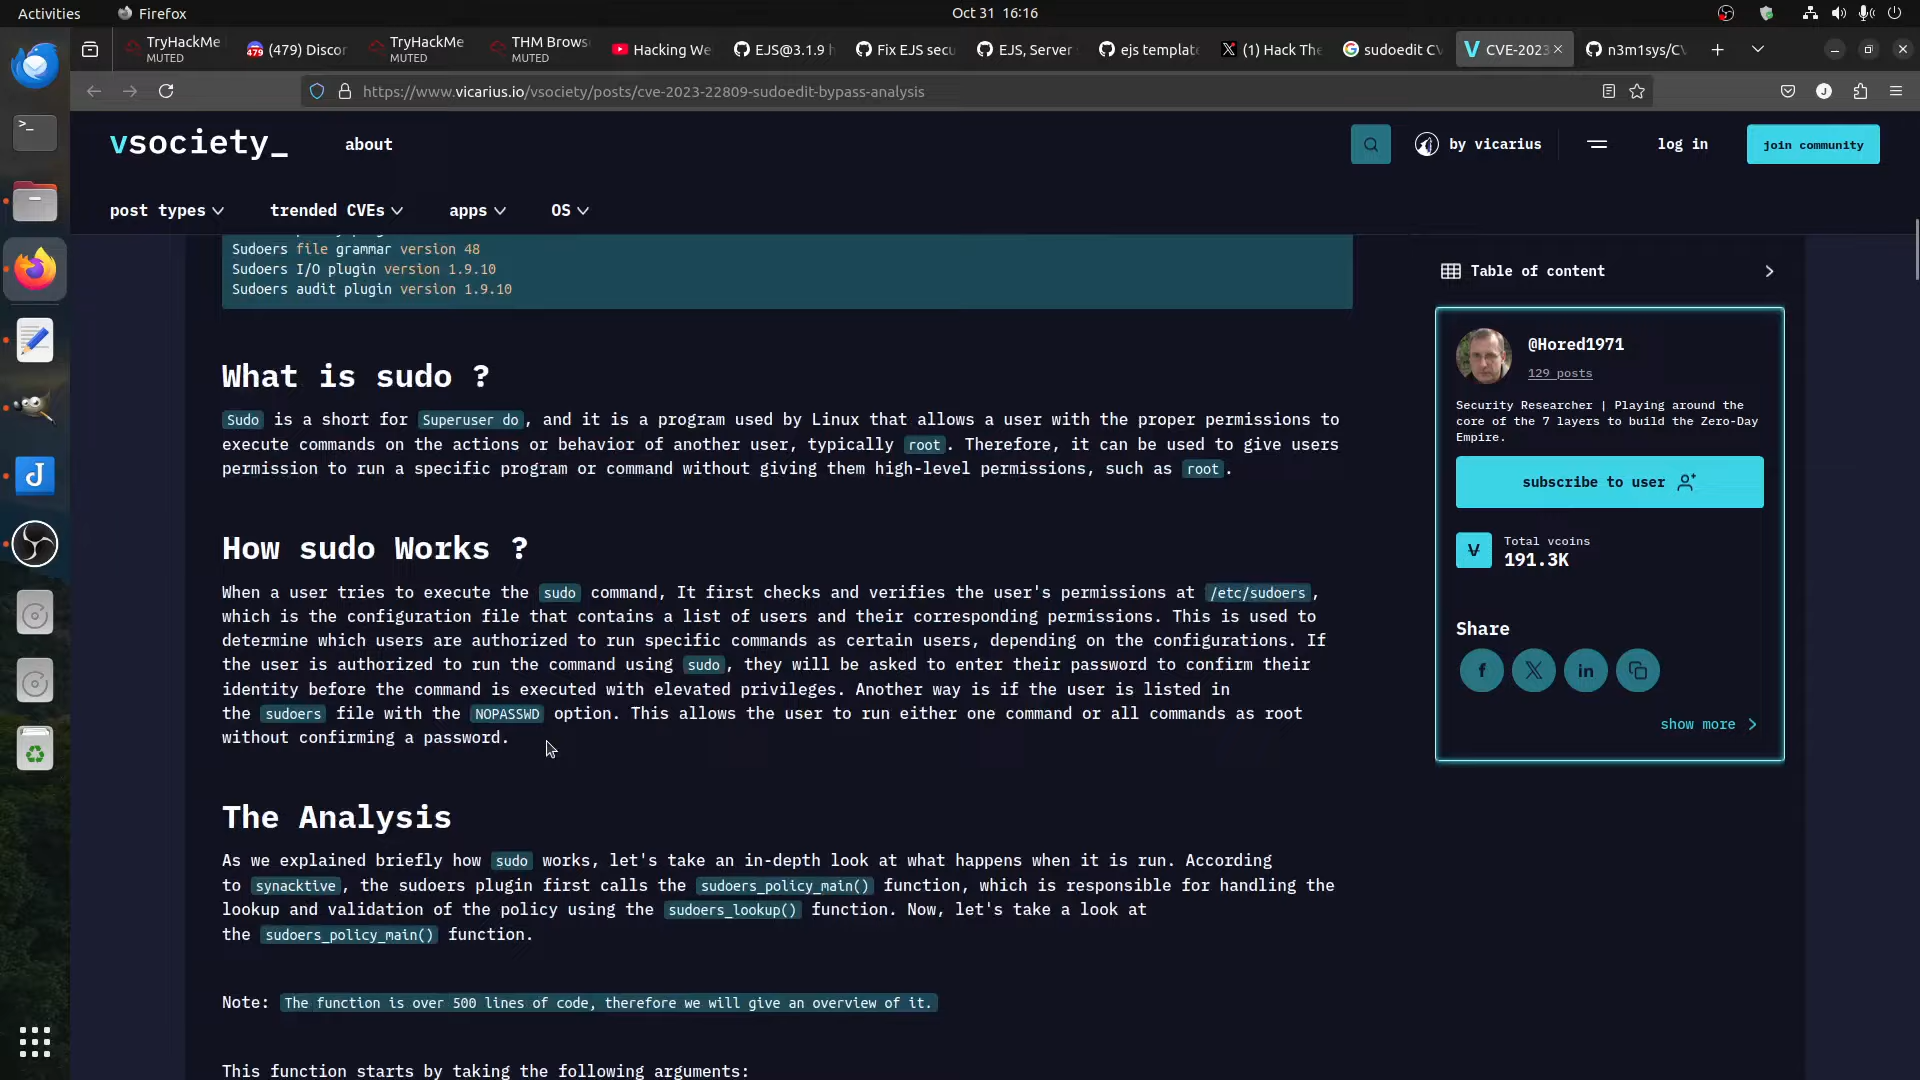 Activities
Firefox
Oct 31 16:16
TryHackMe
MUTED
(479) Discor
TryHackMe
MUTED
THM Brows
MUTED
Hacking We
EJS@3.1.9 h
Fix EJS secu
EJS, Server
ejs templat
(1) Hack The
sudoedit CV
CVE-2023
n3m1sys/CV
https://www.vicarius.io/vsociety/posts/cve-2023-22809-sudoedit-bypass-analysis
vsociety_
about
by vicarius
log in
join community
post types
trended CVEs
apps
OS
Sudoers file grammar version 48
Sudoers I/O plugin version 1.9.10
Sudoers audit plugin version 1.9.10
What is sudo ?
Sudo is a short for Superuser do, and it is a program used by Linux that allows a user with the proper permissions to
execute commands on the actions or behavior of another user, typically root. Therefore, it can be used to give users
permission to run a specific program or command without giving them high-level permissions, such as root.
How sudo Works ?
When a user tries to execute the sudo command, It first checks and verifies the user's permissions at /etc/sudoers,
which is the configuration file that contains a list of users and their corresponding permissions. This is used to
determine which users are authorized to run specific commands as certain users, depending on the configurations. If
the user is authorized to run the command using sudo, they will be asked to enter their password to confirm their
identity before the command is executed with elevated privileges. Another way is if the user is listed in
the sudoers file with the NOPASSWD option. This allows the user to run either one command or all commands as root
without confirming a password.
The Analysis
As we explained briefly how sudo works, let's take an in-depth look at what happens when it is run. According
to synacktive, the sudoers plugin first calls the sudoers_policy_main() function, which is responsible for handling the
lookup and validation of the policy using the sudoers_lookup() function. Now, let's take a look at
the sudoers_policy_main() function.
Note: The function is over 500 lines of code, therefore we will give an overview of it.
This function starts by taking the following arguments:
Table of content
@Hored1971
129 posts
Security Researcher | Playing around the
core of the 7 layers to build the Zero-Day
Empire.
subscribe to user
Total vcoins
191.3K
Share
show more